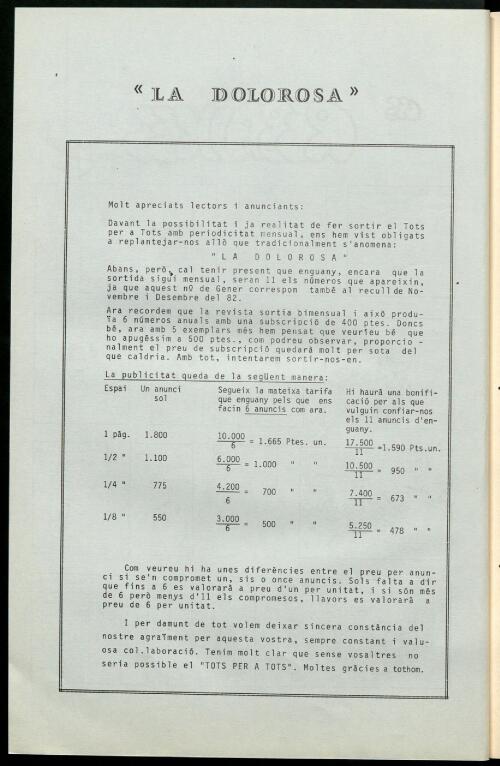 “LA DOLOROSA”
Molt apreciats lectors i anunciants:
Davant la possibilitat i ja realitat de fer sortir el Tots
per a Tots amb periodicitat mensual, ens hem vist obligats
a replantejar-nos allò que tradicionalment s'anomena:
"LA DOLOROSA"
Abans, però, cal tenir present que enguany, encara que la
sortida sigui mensual, seran 11 els números que apareixin,
ja que aquest nº de Gener correspon també al recull de No-
vembre i Desembre del 82.
Ara recordem que la revista sortia bimensual i això produ-
ïa 6 números anuals amb una subscripció de 400 ptes. Doncs
bé, ara amb 5 exemplars més hem pensat que veurieu bé que
ho apugéssim a 500 ptes., com podreu observar, proporcio -
nalment el preu de subscripció quedarà molt per sota del
que caldria. Amb tot, intentarem sortir-nos-en.
La publicitat queda de la següent manera:
Espai Un anunci sol Segueix la mateixa tarifa que enguany pels que ens facin 6 anuncis com ara. Hi haurà una bonifi-cació per als que vulguin confiar-nos els 11 anuncis d'en-guany.
1 pàg. 1.800 10.000/6 = 1.665 Ptes. un. 17.500/11 =1.590 Pts.un.
1/2 " 1.100 6.000/6 = 1.000 " " 10.500/11 = 950 " "
1/4 " 775 4.200/6 = 700 " " 7.400/11 = 673 " "
1/8 " 550 3.000/6 = 500 " " 5.250/11 = 478 " "
Com veureu hi ha unes diferències entre el preu per anun-
ci si se'n compromet un, sis o once anuncis. Sols falta a dir
que fins a 6 es valorarà a preu d'un per unitat, i si són més
de 6 però menys d'11 els compromesos, llavors es valorarà a
preu de 6 per unitat.
I per damunt de tot volem deixar sincera constància del
nostre agraïment per aquesta vostra, sempre constant i valu-
osa col.laboració. Tenim molt clar que sense vosaltres no
seria possible el "TOTS PER A TOTS". Moltes gràcies a tothom.